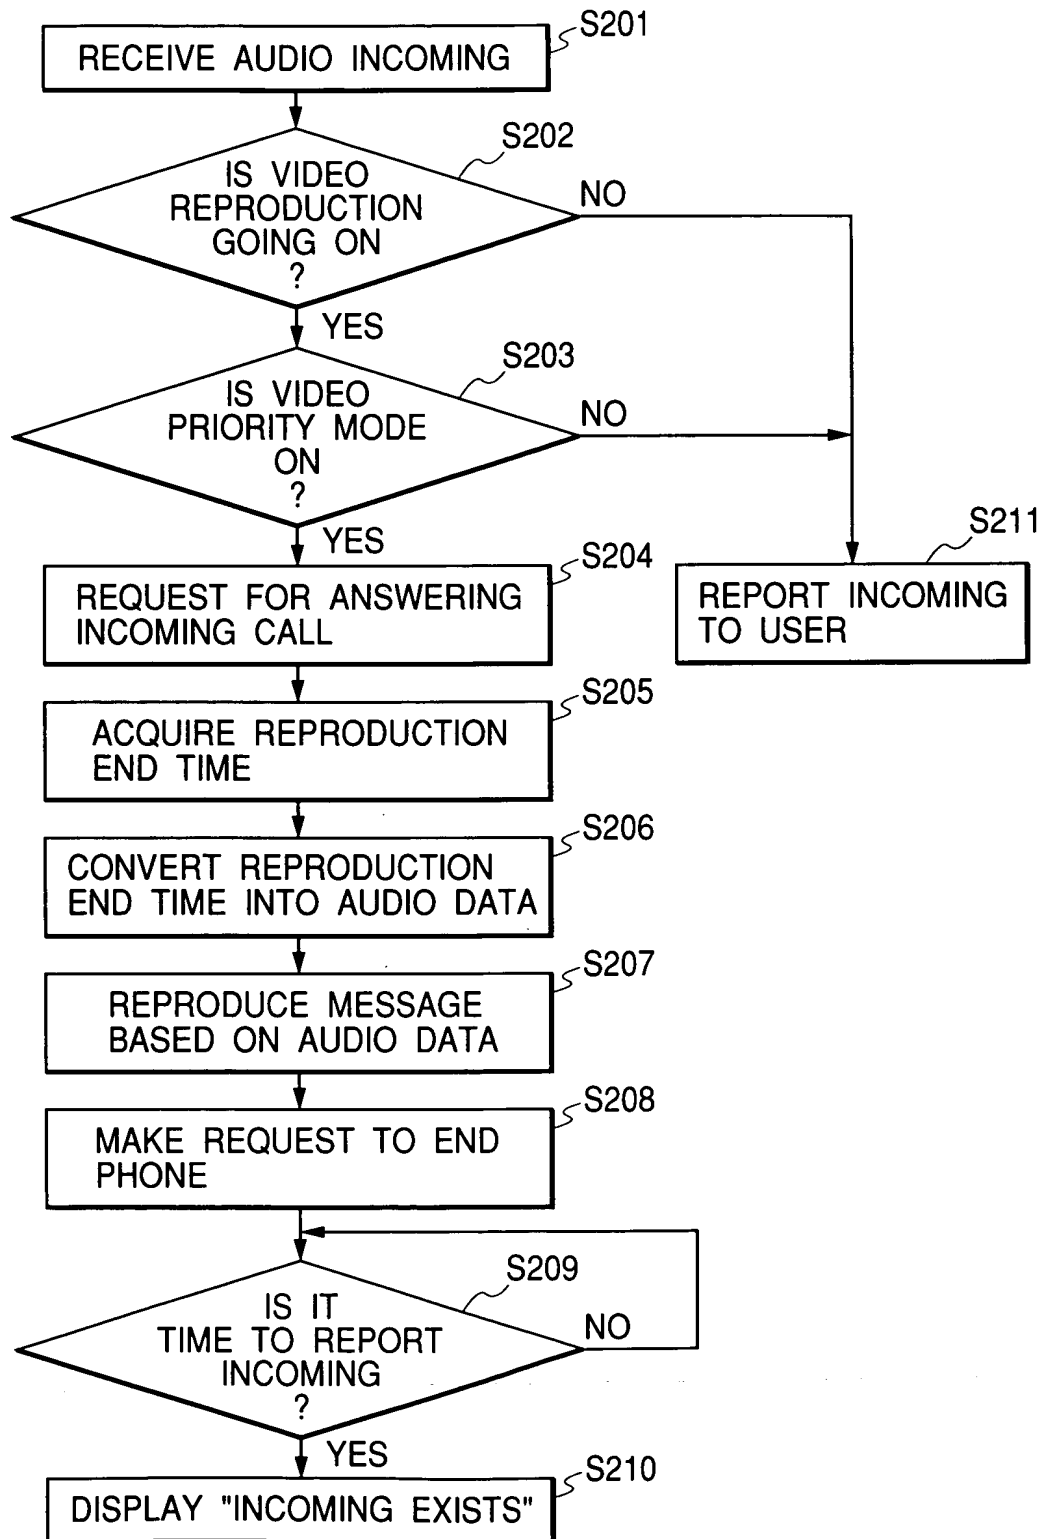 S201
RECEIVE AUDIO INCOMING
S202
IS VIDEO
REPRODUCTION
GOING ON
?
NO
YES
S203
IS VIDEO
PRIORITY MODE
ON
?
NO
YES
S204
REQUEST FOR ANSWERING
INCOMING CALL
S211
REPORT INCOMING
TO USER
S205
ACQUIRE REPRODUCTION
END TIME
S206
CONVERT REPRODUCTION
END TIME INTO AUDIO DATA
S207
REPRODUCE MESSAGE
BASED ON AUDIO DATA
S208
MAKE REQUEST TO END
PHONE
S209
IS IT
TIME TO REPORT
INCOMING
?
NO
YES
S210
DISPLAY "INCOMING EXISTS"